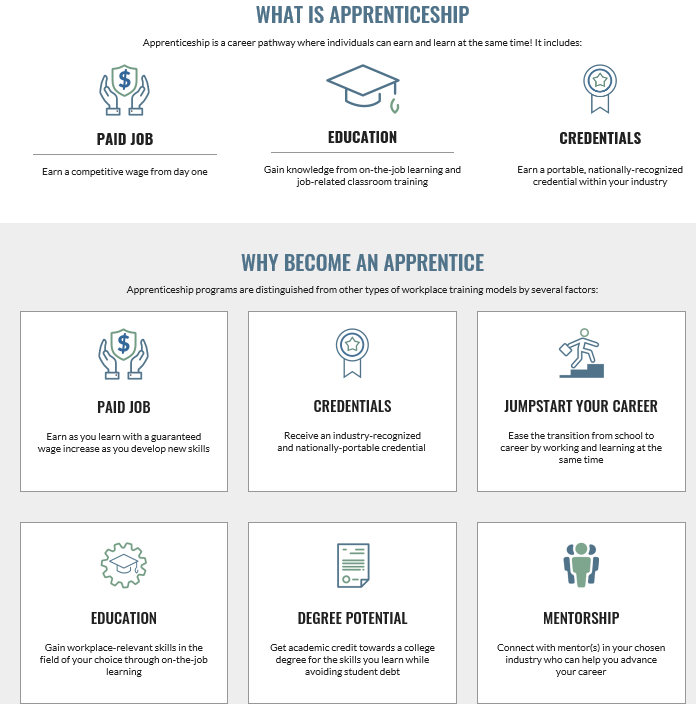 WHAT IS APPRENTICESHIP
Apprenticeship is a career pathway where individuals can earn and learn at the same time! It includes:
$
PAID JOB
Earn a competitive wage from day one
EDUCATION
Gain knowledge from on-the-job learning and
job-related classroom training
CREDENTIALS
Earn a portable, nationally-recognized
credential within your industry
WHY BECOME AN APPRENTICE
Apprenticeship programs are distinguished from other types of workplace training models by several factors:
$
PAID JOB
Earn as you learn with a guaranteed
wage increase as you develop new skills
CREDENTIALS
Receive an industry-recognized
and nationally-portable credential
JUMPSTART YOUR CAREER
Ease the transition from school to
career by working and learning at the
same time
EDUCATION
Gain workplace-relevant skills in the
field of your choice through on-the-job
learning
DEGREE POTENTIAL
Get academic credit towards a college
degree for the skills you learn while
avoiding student debt
MENTORSHIP
Connect with mentor(s) in your chosen
industry who can help you advance
your career